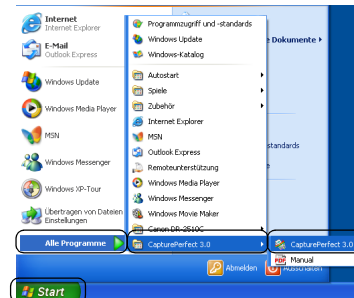 Internet
Internet Explorer
E-Mail
Outlook Express
Windows Update
Windows Media Player
MSN
Windows Messenger
Windows XP-Tour
Übertragen von Dateien
Einstellungen
Alle Programme
Programmzugriff und -standards
Windows Update
Windows-Katalog
Autostart
Spiele
Zubehör
Internet Explorer
MSN
Outlook Express
Remoteunterstützung
Windows Media Player
Windows Messenger
Windows Movie Maker
Canon DR-2510C
CapturePerfect 3.0
e Dokumente
standards
CapturePerfect 3.0
PDF Manual
Abmelden
Ausschalten
Start